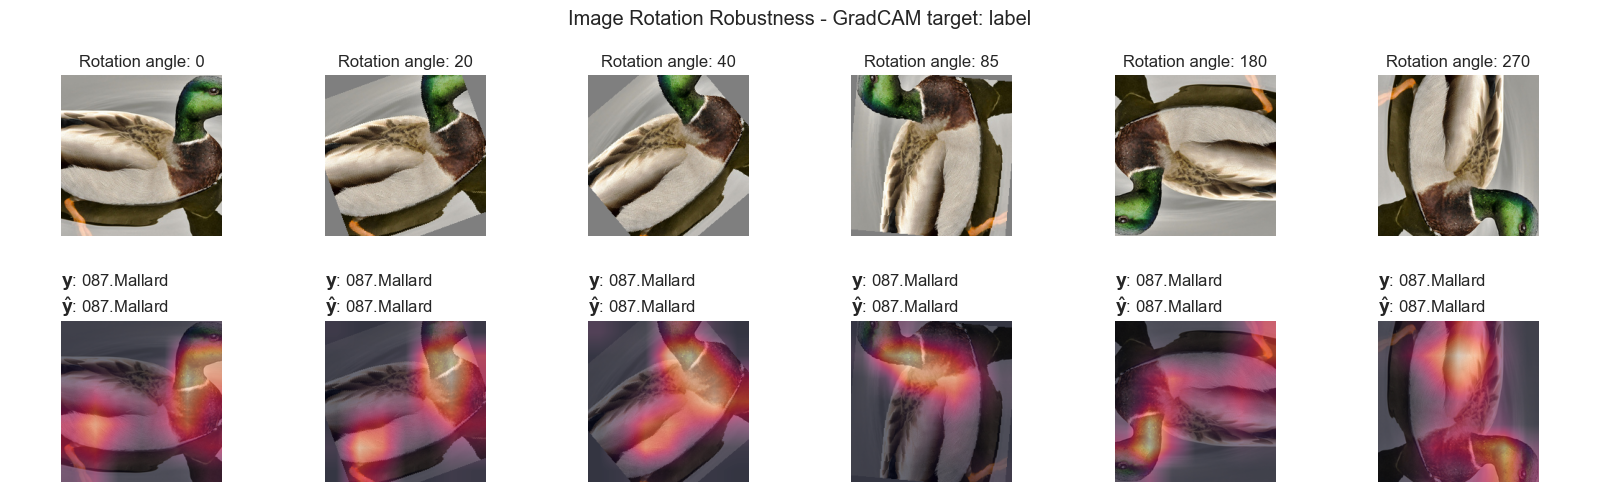 Image Rotation Robustness - GradCAM target: label
Rotation angle: 0
Rotation angle: 20
Rotation angle: 40
Rotation angle: 85
Rotation angle: 180
Rotation angle: 270
y: 087.Mallard
ŷ: 087.Mallard
y: 087.Mallard
ŷ: 087.Mallard
y: 087.Mallard
ŷ: 087.Mallard
y: 087.Mallard
ŷ: 087.Mallard
y: 087.Mallard
ŷ: 087.Mallard
y: 087.Mallard
ŷ: 087.Mallard